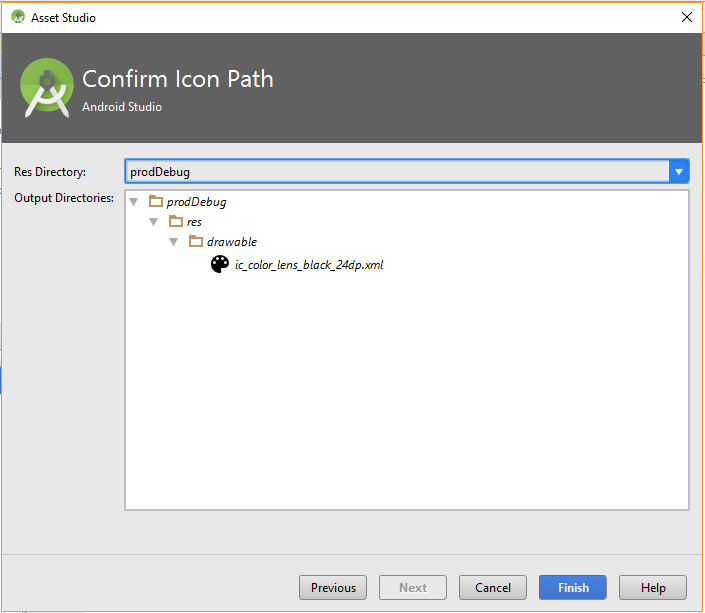 Asset Studio
Confirm Icon Path
Android Studio
Res Directory:
prodDebug
Output Directories:
prodDebug
res
drawable
ic_color_lens_black_24dp.xml
Previous
Next
Cancel
Finish
Help